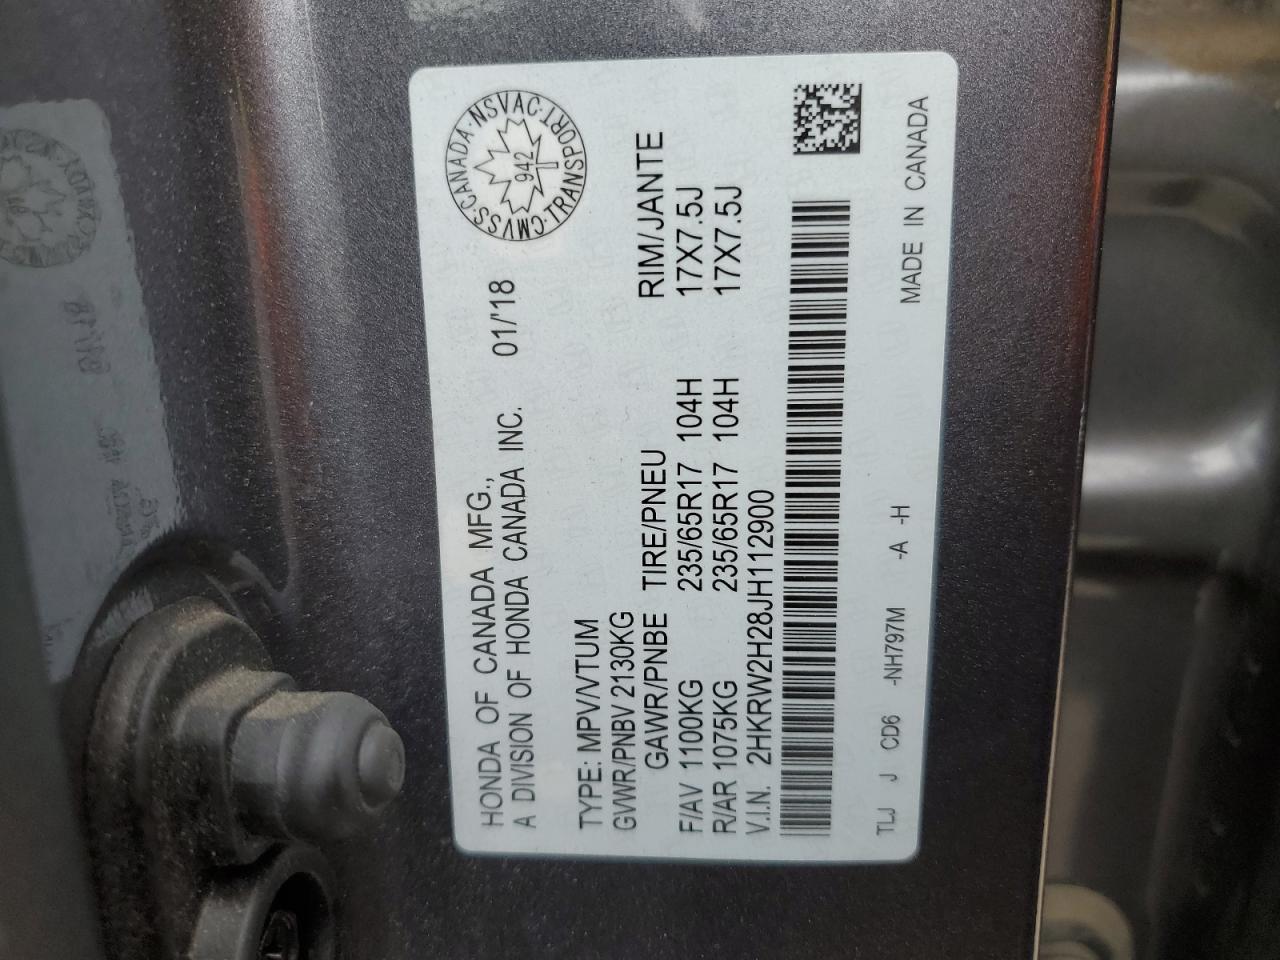 HONDA OF CANADA MFG.,
A DIVISION OF HONDA CANADA INC. 01/'18
CANADA·NSVAC·TRANSPORT·CMVSS·
942
TYPE: MPV/VTUM
GVWR/PNBV 2130KG
GAWR/PNBE TIRE/PNEU RIM/JANTE
F/AV 1100KG 235/65R17 104H 17X7.5J
R/AR 1075KG 235/65R17 104H 17X7.5J
V.I.N. 2HKRW2H28JH112900
TLJ J CD6 -NH797M -A -H MADE IN CANADA